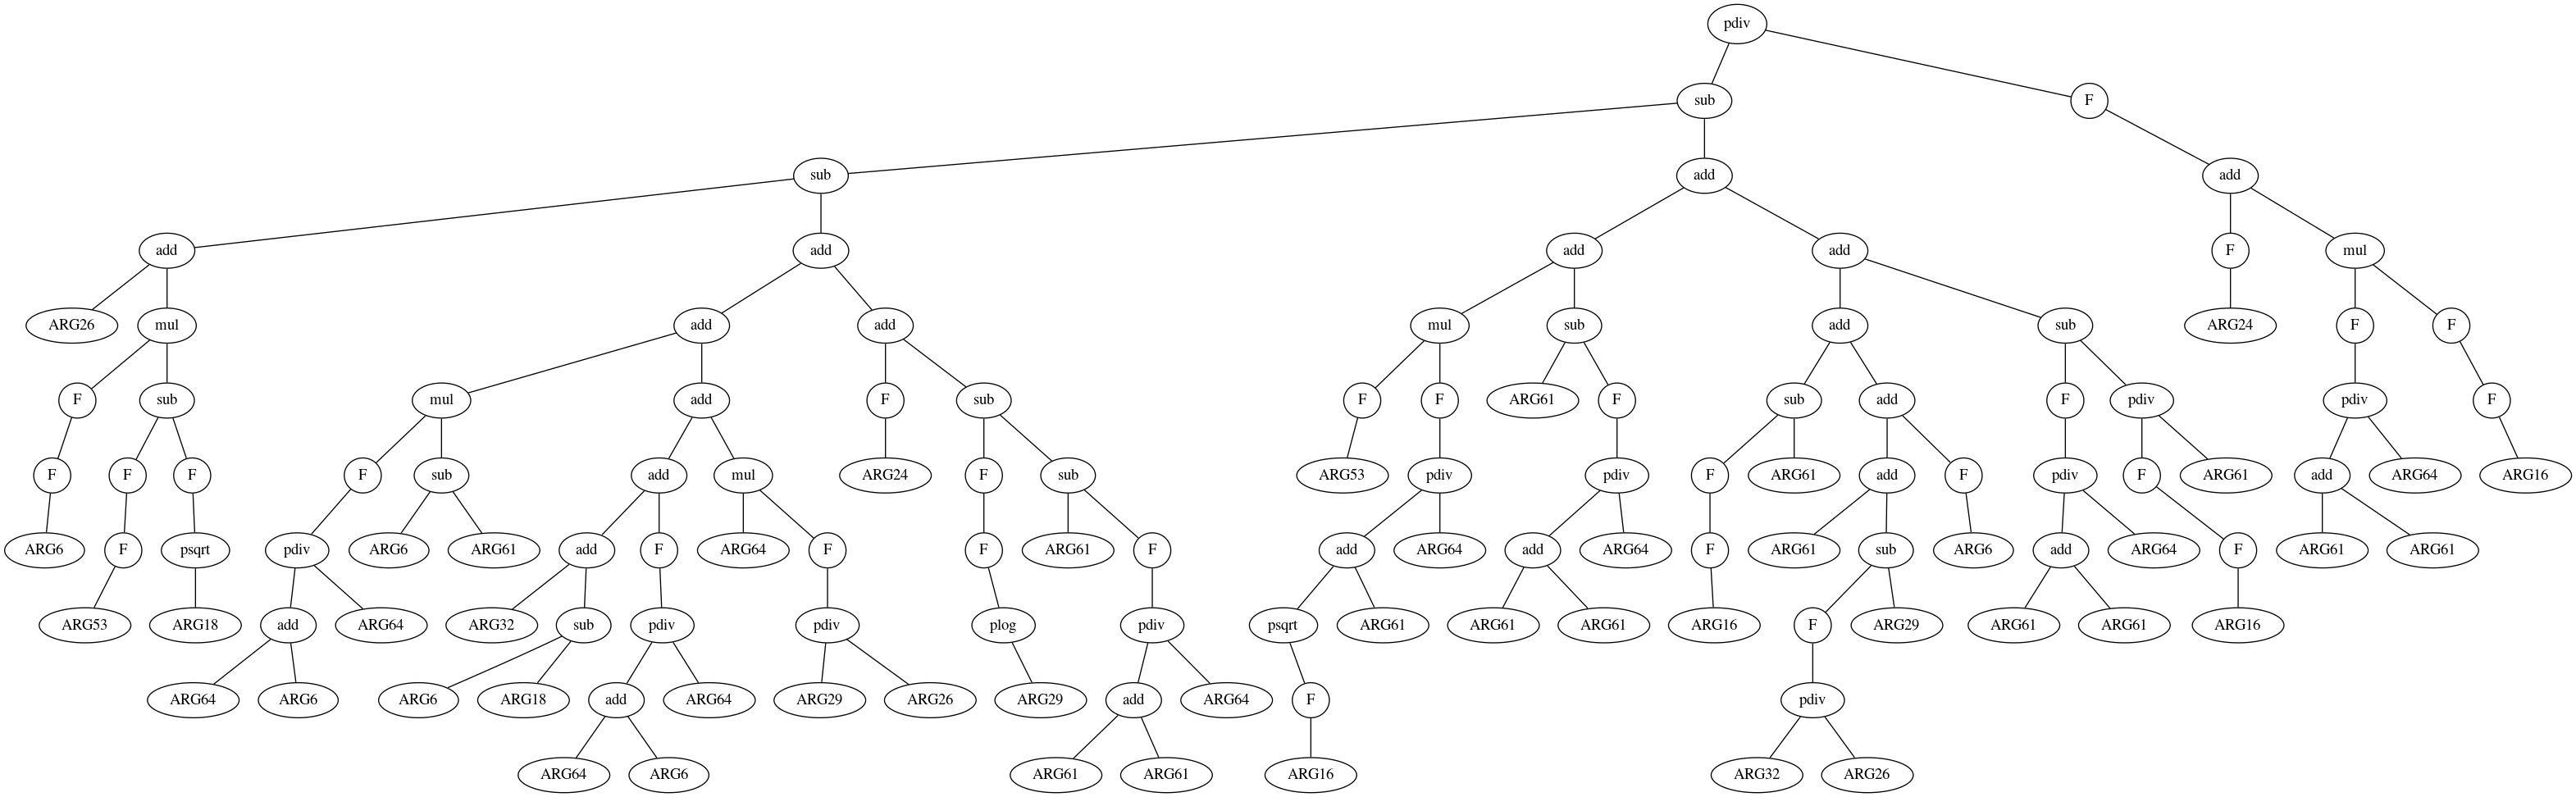 pdiv
sub F
sub add add
add add add add F mul
ARG26 mul add add mul sub add sub ARG24 F F
F sub mul add F sub F F ARG61 F sub add F pdiv pdiv F
F F F F sub add mul ARG24 F sub ARG53 pdiv pdiv F ARG61 add F pdiv F ARG61 add ARG64 ARG16
ARG6 F psqrt pdiv ARG6 ARG61 add F ARG64 F F ARG61 F add ARG64 add ARG64 F ARG61 sub ARG6 add ARG64 F ARG61 ARG61
ARG53 ARG18 add ARG64 ARG32 sub pdiv pdiv plog pdiv psqrt ARG61 ARG61 ARG61 ARG16 F ARG29 ARG61 ARG61 ARG16
ARG64 ARG6 ARG6 ARG18 add ARG64 ARG29 ARG26 ARG29 add ARG64 F pdiv
ARG64 ARG6 ARG61 ARG61 ARG16 ARG32 ARG26